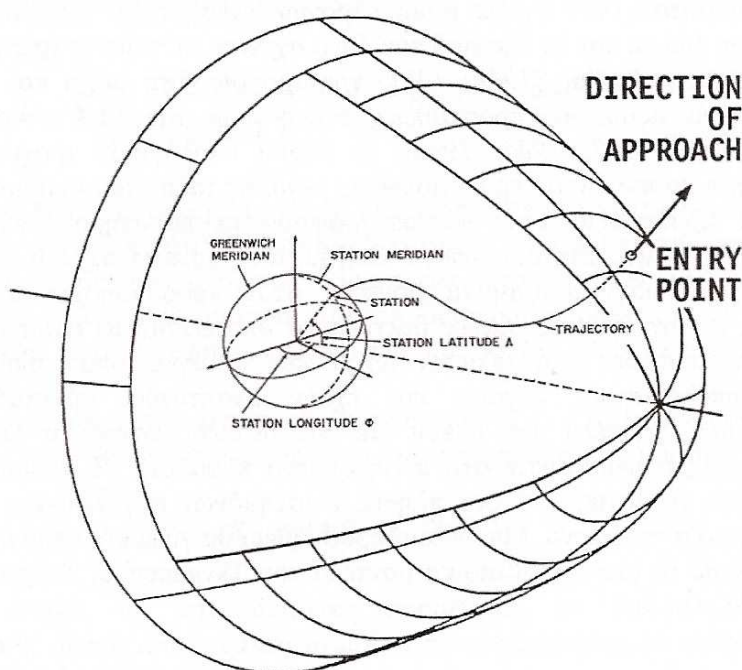 DIRECTION
OF
APPROACH
GREENWICH
MERIDIAN
STATION MERIDIAN
ENTRY
POINT
STATION
TRAJECTORY
STATION LATITUDE Λ
STATION LONGITUDE Φ